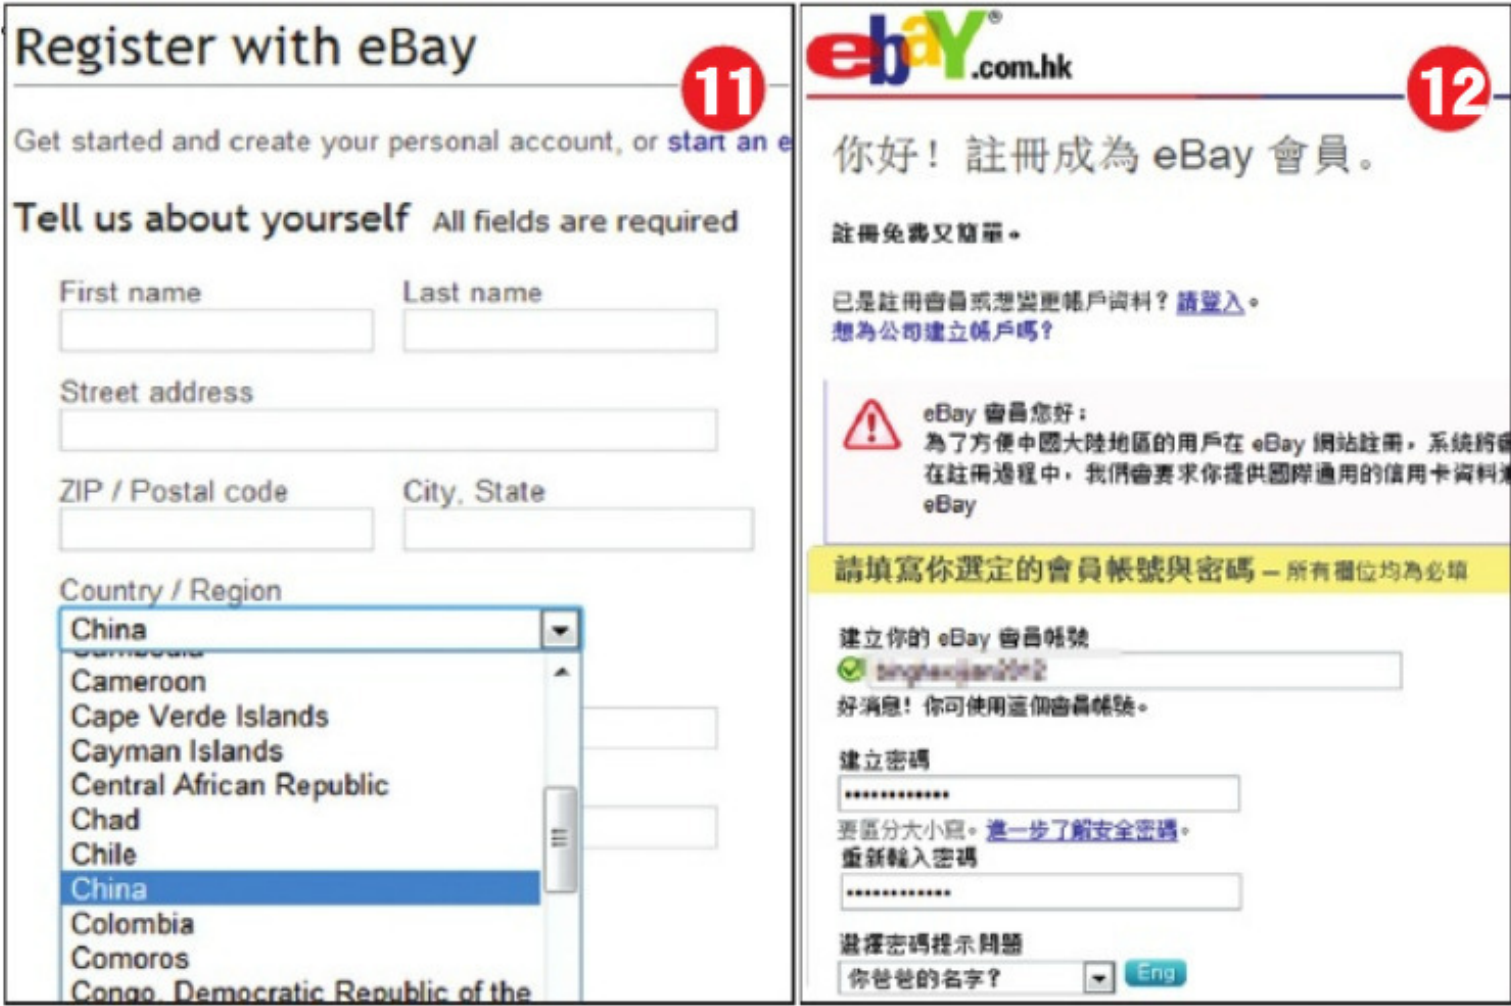 Register with eBay
11
Get started and create your personal account, or start an e
Tell us about yourself All fields are required
First name Last name
Street address
ZIP / Postal code City, State
Country / Region
China
Cambodia
Cameroon
Cape Verde Islands
Cayman Islands
Central African Republic
Chad
Chile
China
Colombia
Comoros
Congo, Democratic Republic of the
ebaY®.com.hk
12
你好！註冊成為 eBay 會員。
註冊免費又簡單。
已是註冊會員或想變更帳戶資料？請登入。
想為公司建立帳戶嗎？
eBay 會員您好：
為了方便中國大陸地區的用戶在 eBay 網站註冊，系統將會
在註冊過程中，我們會要求你提供國際通用的信用卡資料進
eBay
請填寫你選定的會員帳號與密碼 – 所有欄位均為必填
建立你的 eBay 會員帳號
好消息！你可使用這個會員帳號。
建立密碼
要區分大小寫。進一步了解安全密碼。
重新輸入密碼
選擇密碼提示問題
你爸爸的名字？ Eng